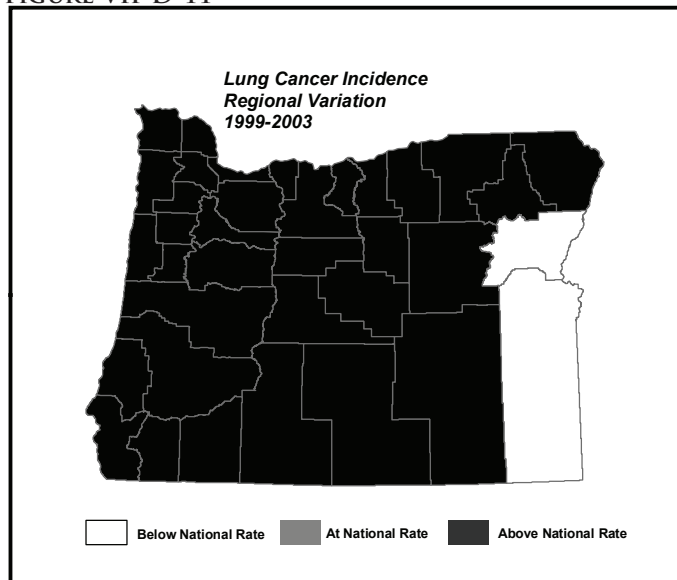 FIGURE VII-D-11
Lung Cancer Incidence
Regional Variation
1999-2003
Below National Rate
At National Rate
Above National Rate